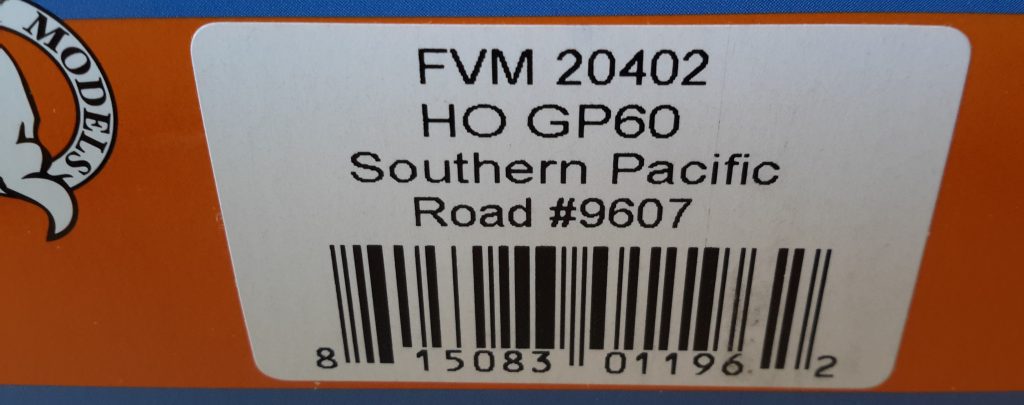 MODELS
FVM 20402
HO GP60
Southern Pacific
Road #9607
8 15083 01196 2